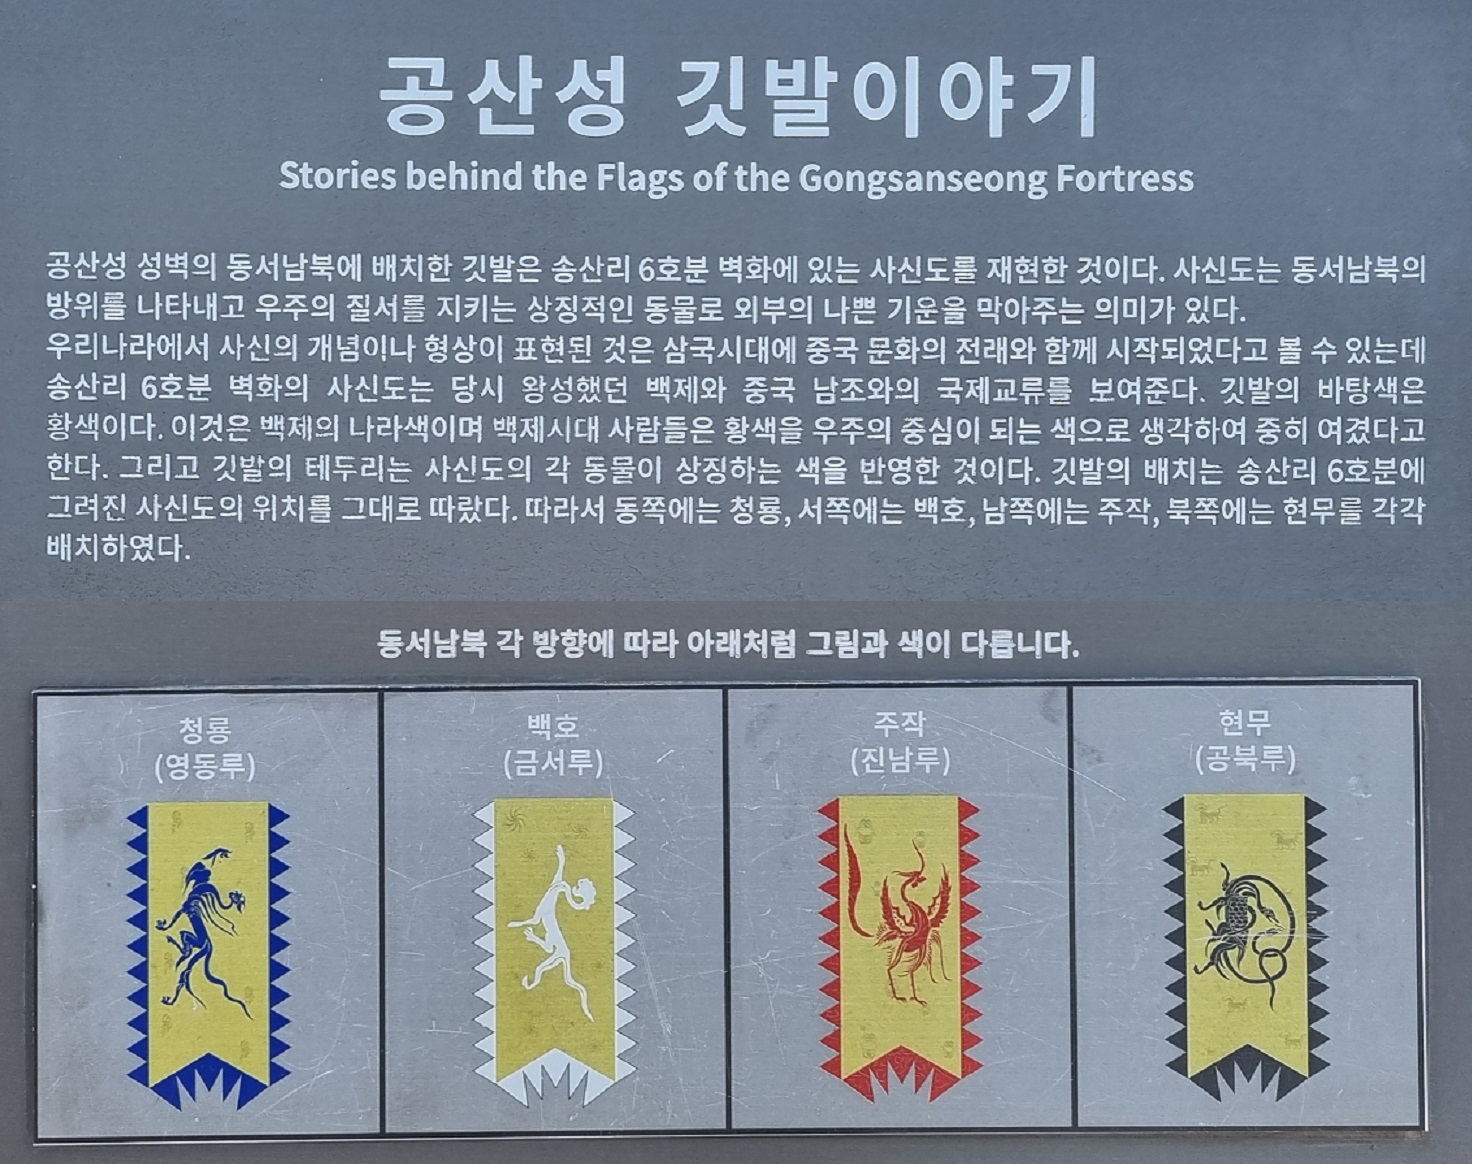 공산성 깃발이야기
Stories behind the Flags of the Gongsanseong Fortress
공산성 성벽의 동서남북에 배치한 깃발은 송산리 6호분 벽화에 있는 사신도를 재현한 것이다. 사신도는 동서남북의
방위를 나타내고 우주의 질서를 지키는 상징적인 동물로 외부의 나쁜 기운을 막아주는 의미가 있다.
우리나라에서 사신의 개념이나 형상이 표현된 것은 삼국시대에 중국 문화의 전래와 함께 시작되었다고 볼 수 있는데
송산리 6호분 벽화의 사신도는 당시 왕성했던 백제와 중국 남조와의 국제교류를 보여준다. 깃발의 바탕색은
황색이다. 이것은 백제의 나라색이며 백제시대 사람들은 황색을 우주의 중심이 되는 색으로 생각하여 중히 여겼다고
한다. 그리고 깃발의 테두리는 사신도의 각 동물이 상징하는 색을 반영한 것이다. 깃발의 배치는 송산리 6호분에
그려진 사신도의 위치를 그대로 따랐다. 따라서 동쪽에는 청룡, 서쪽에는 백호, 남쪽에는 주작, 북쪽에는 현무를 각각
배치하였다.
동서남북 각 방향에 따라 아래처럼 그림과 색이 다릅니다.
청룡
(영동루)
백호
(금서루)
주작
(진남루)
현무
(공북루)